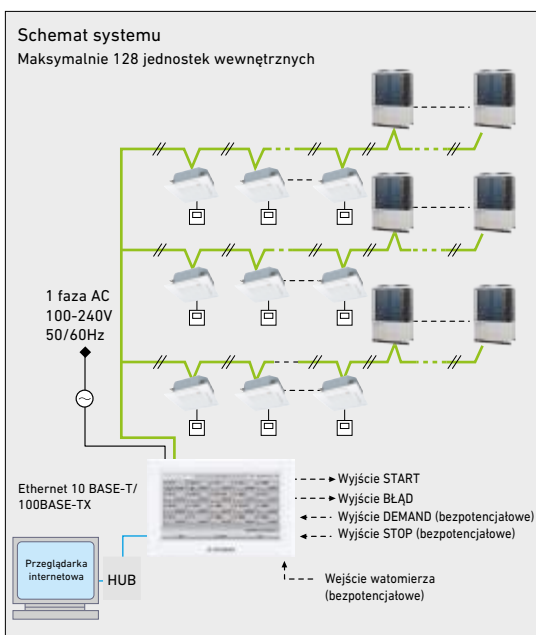 Schemat systemu
Maksymalnie 128 jednostek wewnętrznych
1 faza AC
100-240V
50/60Hz
Ethernet 10 BASE-T/
100BASE-TX
Wyjście START
Wyjście BŁĄD
Wyjście DEMAND (bezpotencjałowe)
Wyjście STOP (bezpotencjałowe)
Przeglądarka
internetowa
HUB
Wejście watomierza
(bezpotencjałowe)